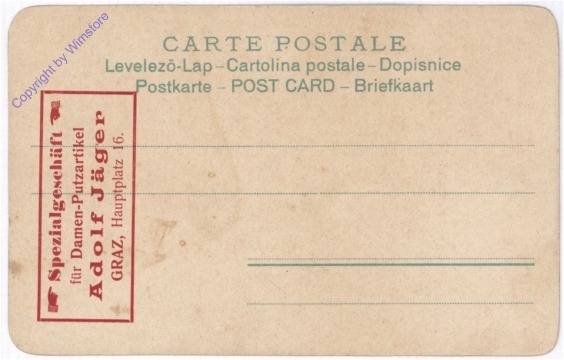 CARTE POSTALE
Levelező-Lap – Cartolina postale – Dopisnice
Postkarte – POST CARD – Briefkaart
Spezialgeschäft
für Damen-Putzartikel
Adolf Jäger
GRAZ, Hauptplatz 16.
Copyright by Wimstore